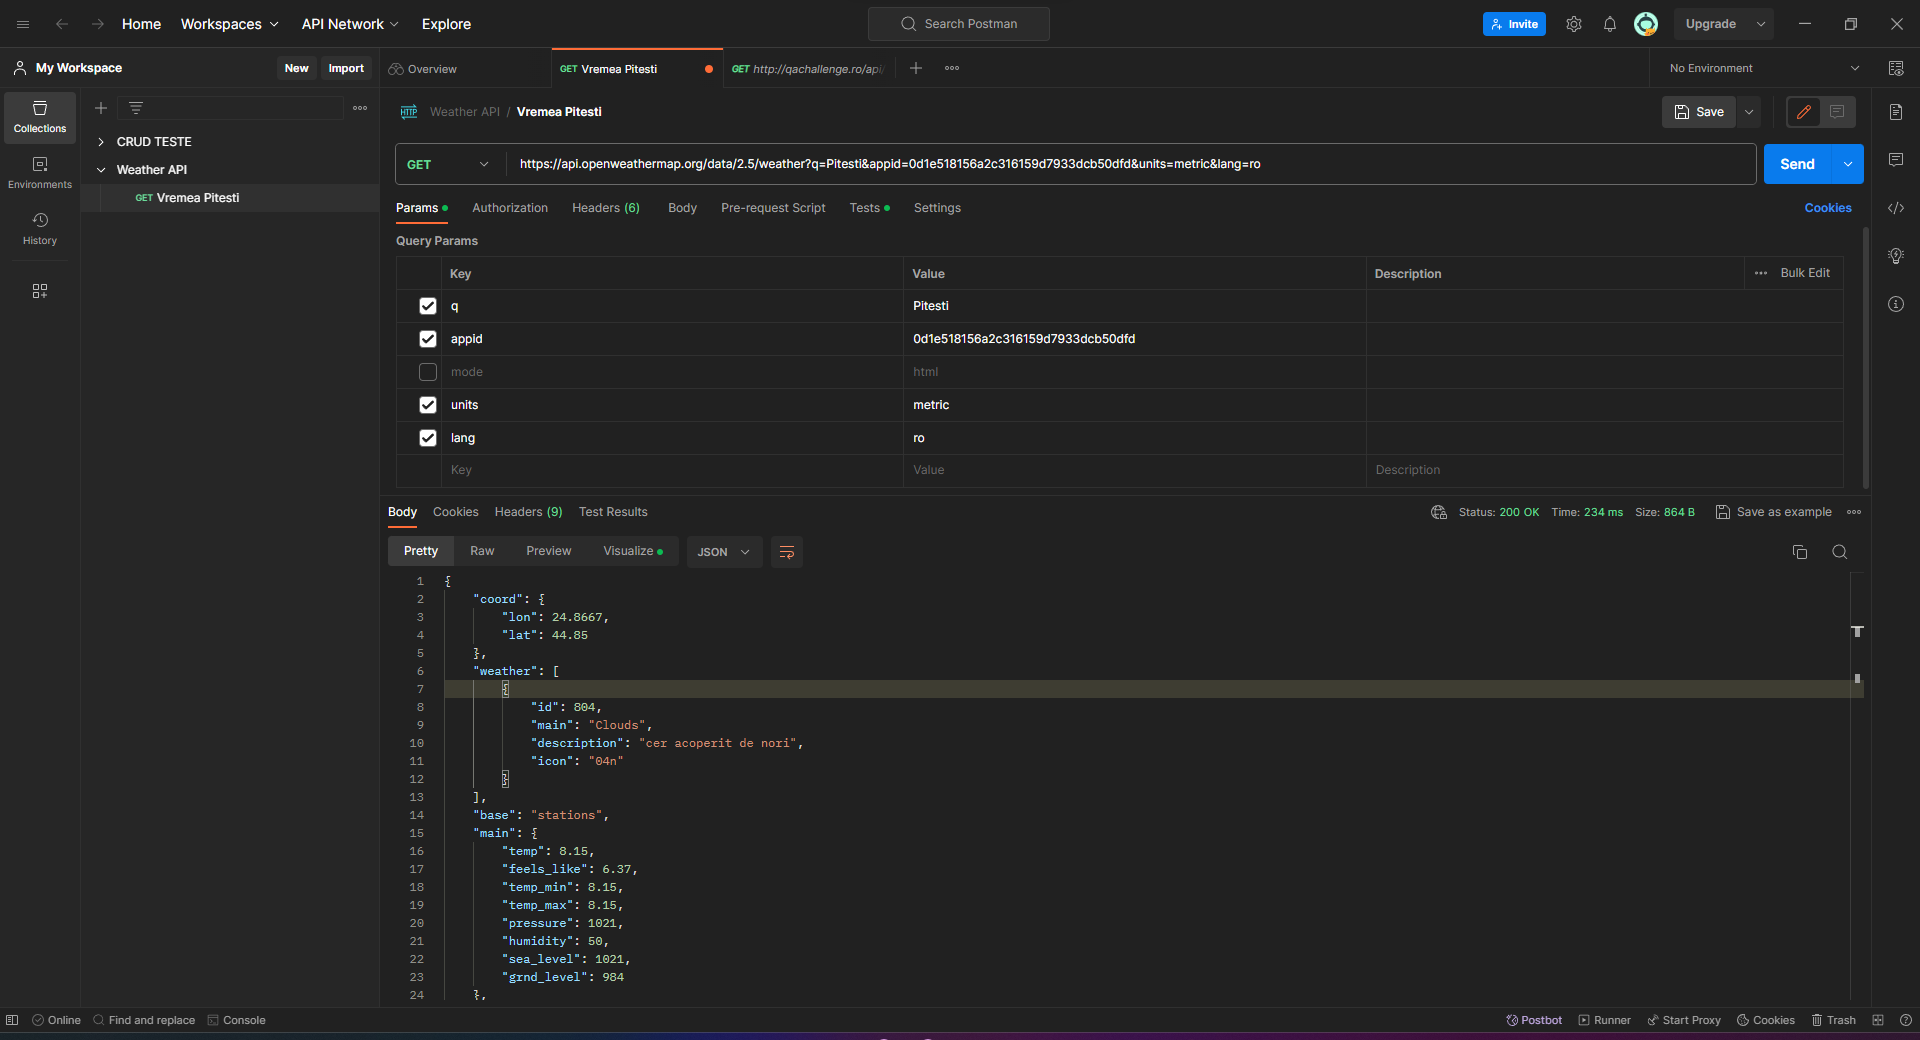 Home Workspaces API Network Explore Search Postman Invite Upgrade
My Workspace New Import Overview GET Vremea Pitesti GET http://qachallenge.ro/api/ No Environment
Collections
Environments
History
CRUD TESTE
Weather API
GET Vremea Pitesti
HTTP Weather API / Vremea Pitesti Save
GET https://api.openweathermap.org/data/2.5/weather?q=Pitesti&appid=0d1e518156a2c316159d7933dcb50dfd&units=metric&lang=ro Send
Params Authorization Headers (6) Body Pre-request Script Tests Settings Cookies
Query Params
Key Value Description Bulk Edit
q Pitesti
appid 0d1e518156a2c316159d7933dcb50dfd
mode html
units metric
lang ro
Key Value Description
Body Cookies Headers (9) Test Results Status: 200 OK Time: 234 ms Size: 864 B Save as example
Pretty Raw Preview Visualize JSON
1 {
2 "coord": {
3 "lon": 24.8667,
4 "lat": 44.85
5 },
6 "weather": [
7 {
8 "id": 804,
9 "main": "Clouds",
10 "description": "cer acoperit de nori",
11 "icon": "04n"
12 }
13 ],
14 "base": "stations",
15 "main": {
16 "temp": 8.15,
17 "feels_like": 6.37,
18 "temp_min": 8.15,
19 "temp_max": 8.15,
20 "pressure": 1021,
21 "humidity": 50,
22 "sea_level": 1021,
23 "grnd_level": 984
24 },
Online Find and replace Console Postbot Runner Start Proxy Cookies Trash